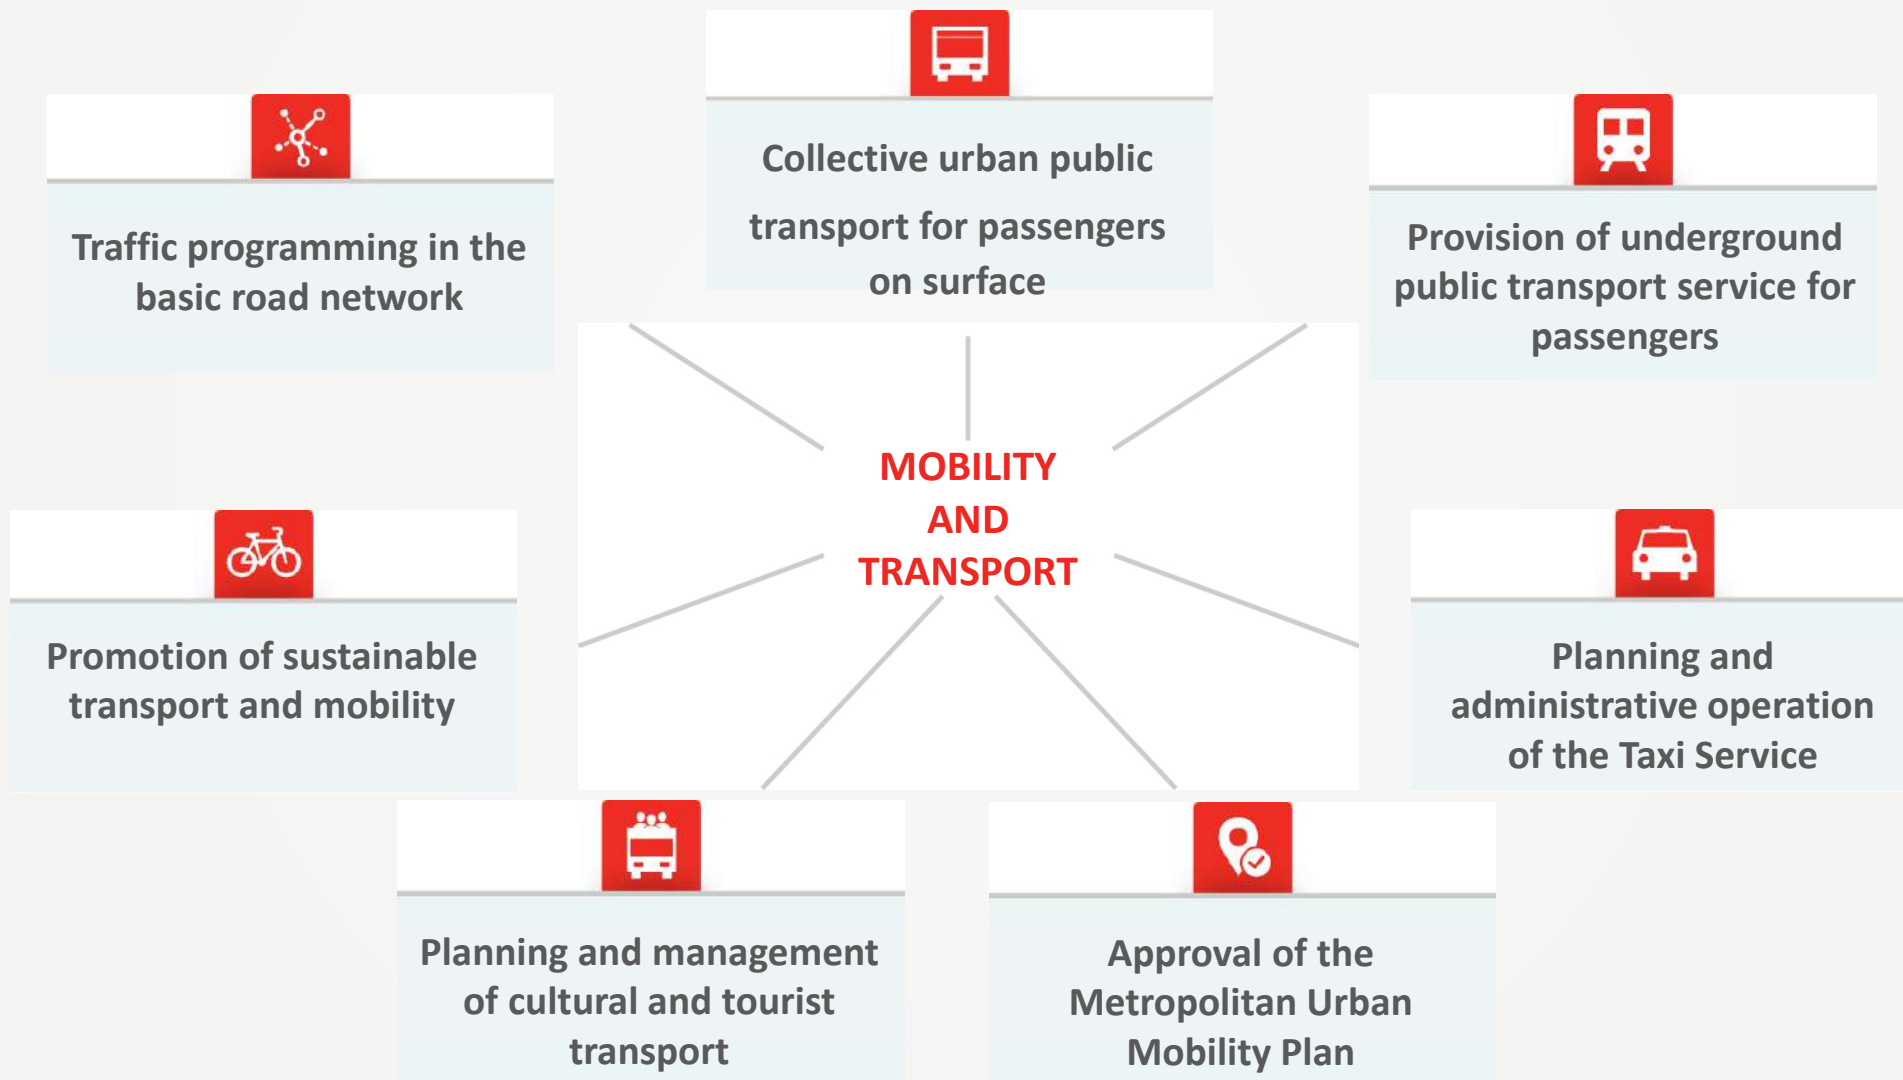 Collective urban public
transport for passengers
on surface
Traffic programming in the
basic road network
Provision of underground
public transport service for
passengers
MOBILITY
AND
TRANSPORT
Promotion of sustainable
transport and mobility
Planning and
administrative operation
of the Taxi Service
Planning and management
of cultural and tourist
transport
Approval of the
Metropolitan Urban
Mobility Plan